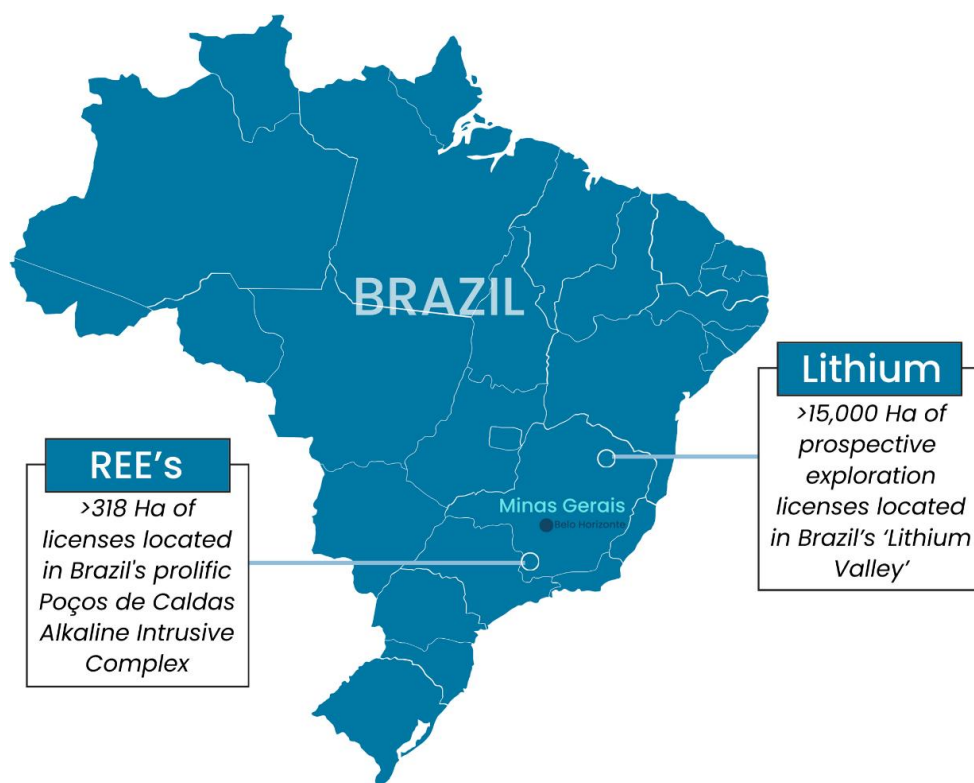 BRAZIL
Lithium
>15,000 Ha of
prospective
exploration
licenses located
in Brazil's ‘Lithium
Valley’
REE’s
>318 Ha of
licenses located
in Brazil's prolific
Poços de Caldas
Alkaline Intrusive
Complex
Minas Gerais
Belo Horizonte